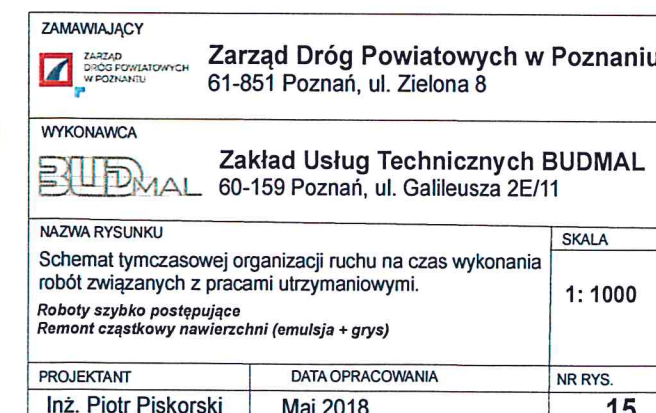 ZAMAWIAJĄCY
ZARZĄD
DRÓG POWIATOWYCH
W POZNANIU
Zarząd Dróg Powiatowych w Poznaniu
61-851 Poznań, ul. Zielona 8
WYKONAWCA
BUDMAL
Zakład Usług Technicznych BUDMAL
60-159 Poznań, ul. Galileusza 2E/11
NAZWA RYSUNKU
Schemat tymczasowej organizacji ruchu na czas wykonania
robót związanych z pracami utrzymaniowymi.
Roboty szybko postępujące
Remont cząstkowy nawierzchni (emulsja + grys)
SKALA
1: 1000
PROJEKTANT
DATA OPRACOWANIA
NR RYS.
Inż. Piotr Piskorski
Maj 2018
15